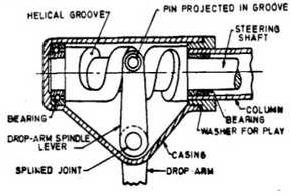 HELICAL GROOVE
PIN PROJECTED IN GROOVE
STEERING
SHAFT
BEARING
COLUMN
BEARING
WASHER FOR PLAY
DROP-ARM SPINDLE
LEVER
CASING
SPLINED JOINT
DROP-ARM